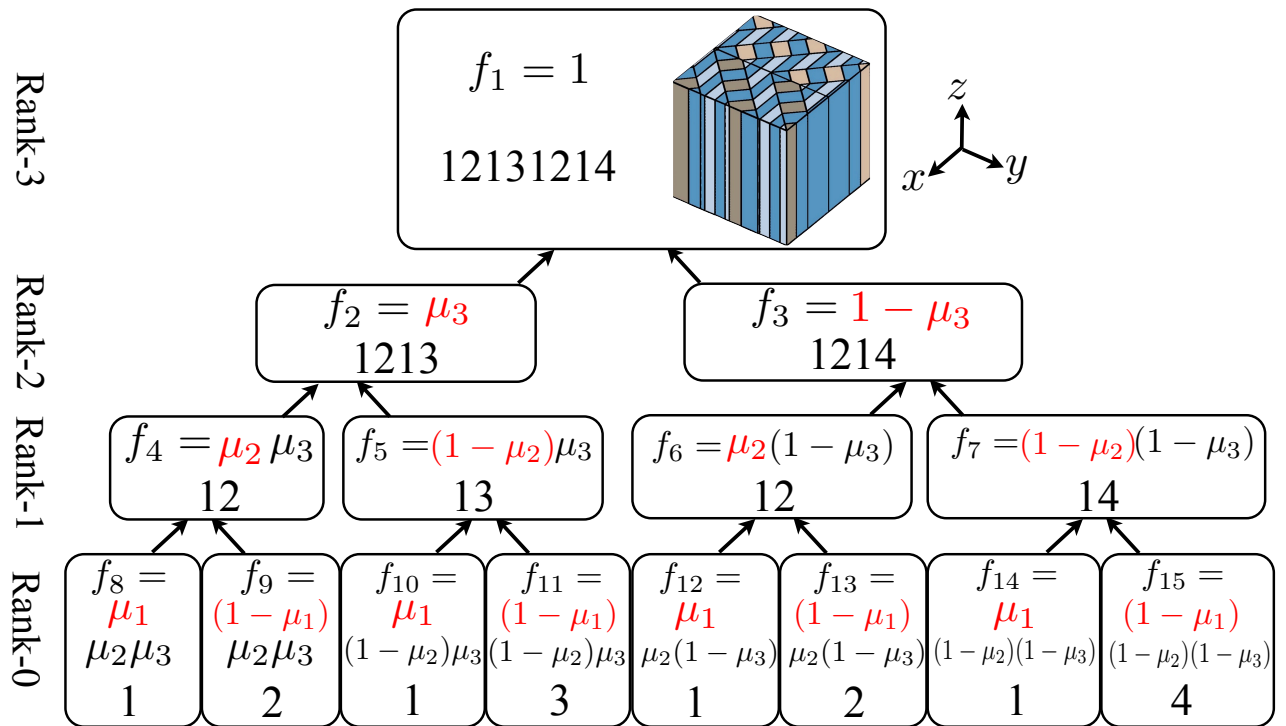 Rank-3
f₁ = 1
12131214
z
x
y
Rank-2
f₂ = μ₃
1213
f₃ = 1 − μ₃
1214
Rank-1
f₄ = μ₂ μ₃
12
f₅ =(1 − μ₂)μ₃
13
f₆ = μ₂(1 − μ₃)
12
f₇ =(1 − μ₂)(1 − μ₃)
14
Rank-0
f₈ =
μ₁
μ₂μ₃
1
f₉ =
(1 − μ₁)
μ₂μ₃
2
f₁₀ =
μ₁
(1 − μ₂)μ₃
1
f₁₁ =
(1 − μ₁)
(1 − μ₂)μ₃
3
f₁₂ =
μ₁
μ₂(1 − μ₃)
1
f₁₃ =
(1 − μ₁)
μ₂(1 − μ₃)
2
f₁₄ =
μ₁
(1 − μ₂)(1 − μ₃)
1
f₁₅ =
(1 − μ₁)
(1 − μ₂)(1 − μ₃)
4